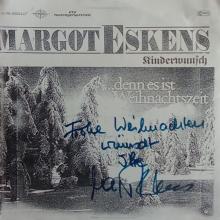 MARGOT ESKENS
Kinderwunsch
...denn es ist
Weihnachtszeit
Frohe Weihnachten
wünscht
Ihre